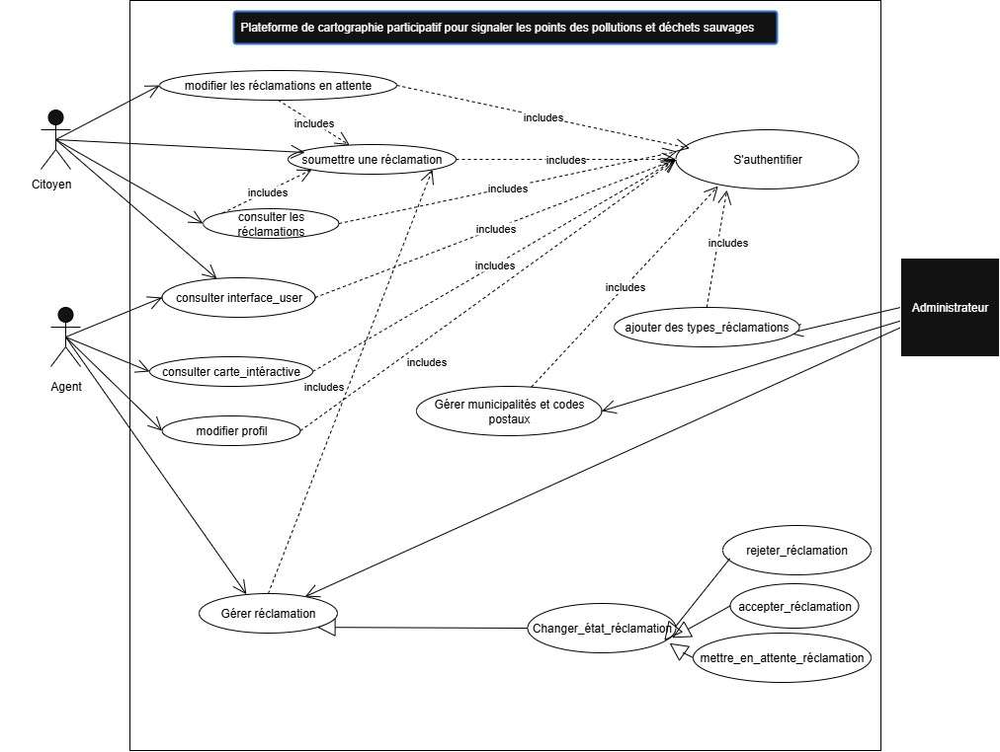 Plateforme de cartographie participatif pour signaler les points des pollutions et déchets sauvages
modifier les réclamations en attente
includes
includes
Citoyen
soumettre une réclamation
includes
S'authentifier
includes
includes
consulter les
réclamations
includes
includes
includes
includes
consulter interface_user
Agent
ajouter des types_réclamations
Administrateur
consulter carte_intéractive
includes
includes
Gérer municipalités et codes
postaux
modifier profil
rejeter_réclamation
accepter_réclamation
Gérer réclamation
Changer_état_réclamation
mettre_en_attente_réclamation